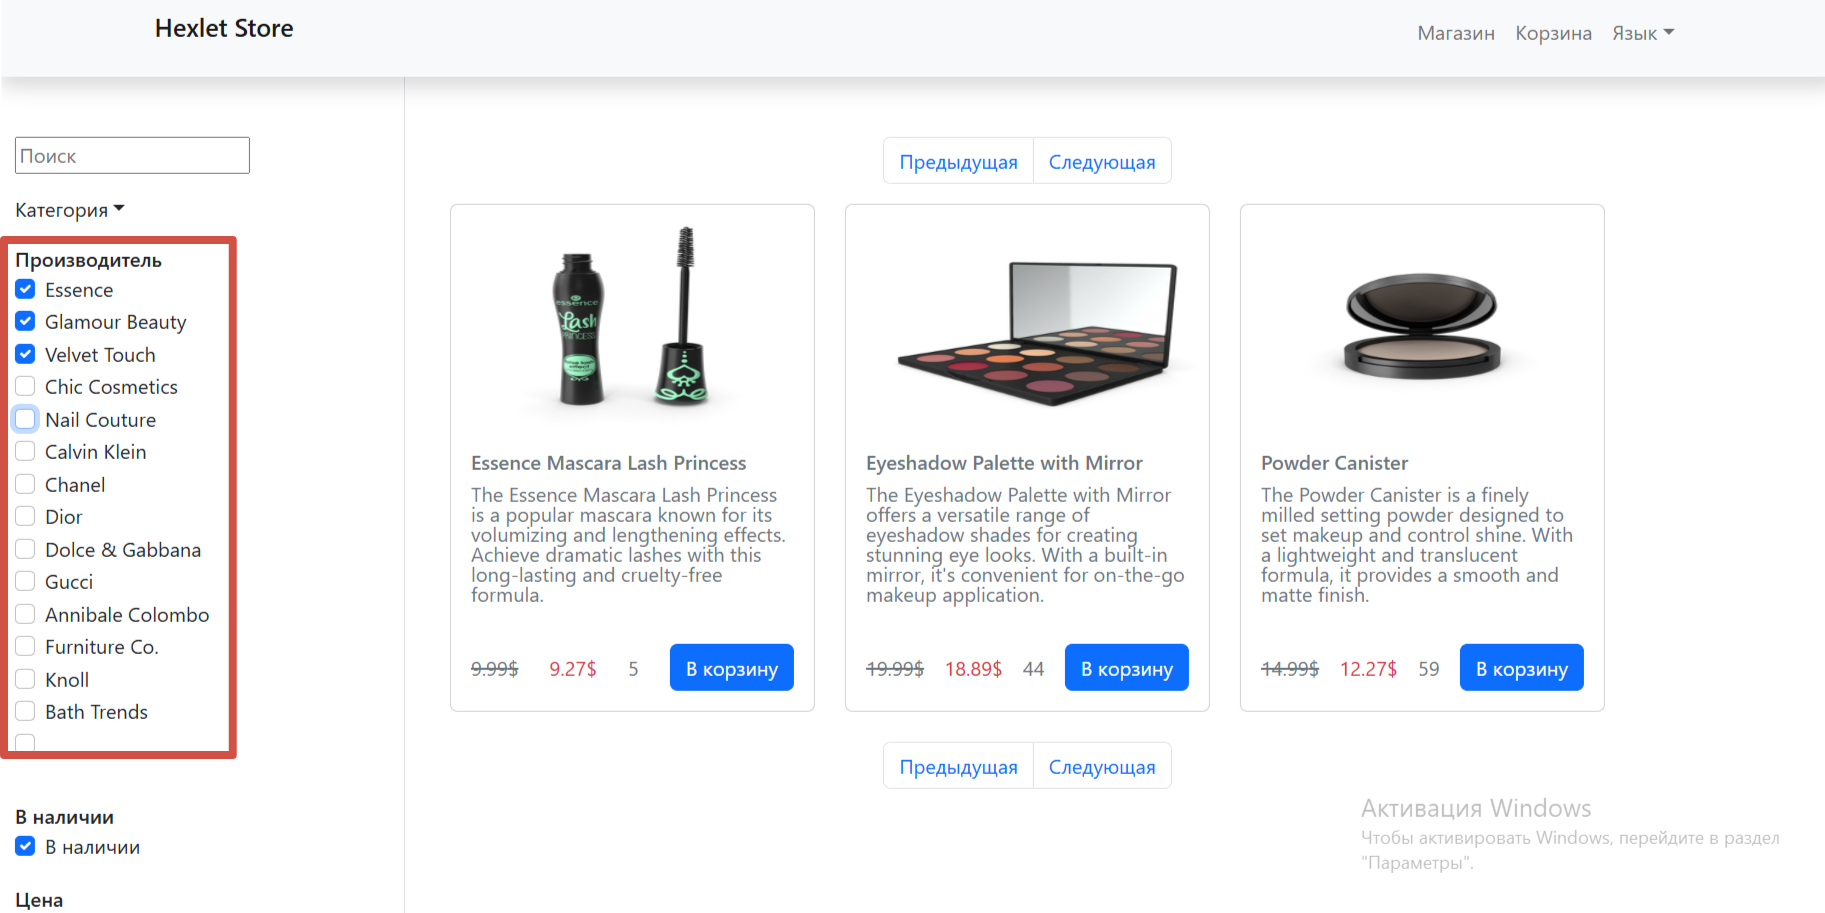 Hexlet Store
Магазин Корзина Язык
Поиск
Категория
Производитель
Essence
Glamour Beauty
Velvet Touch
Chic Cosmetics
Nail Couture
Calvin Klein
Chanel
Dior
Dolce & Gabbana
Gucci
Annibale Colombo
Furniture Co.
Knoll
Bath Trends
В наличии
В наличии
Цена
Предыдущая Следующая
essence
Lash
PRINCESS
Essence Mascara Lash Princess
The Essence Mascara Lash Princess
is a popular mascara known for its
volumizing and lengthening effects.
Achieve dramatic lashes with this
long-lasting and cruelty-free
formula.
9.99$ 9.27$ 5 В корзину
Eyeshadow Palette with Mirror
The Eyeshadow Palette with Mirror
offers a versatile range of
eyeshadow shades for creating
stunning eye looks. With a built-in
mirror, it's convenient for on-the-go
makeup application.
19.99$ 18.89$ 44 В корзину
Powder Canister
The Powder Canister is a finely
milled setting powder designed to
set makeup and control shine. With
a lightweight and translucent
formula, it provides a smooth and
matte finish.
14.99$ 12.27$ 59 В корзину
Предыдущая Следующая
Активация Windows
Чтобы активировать Windows, перейдите в раздел
"Параметры".